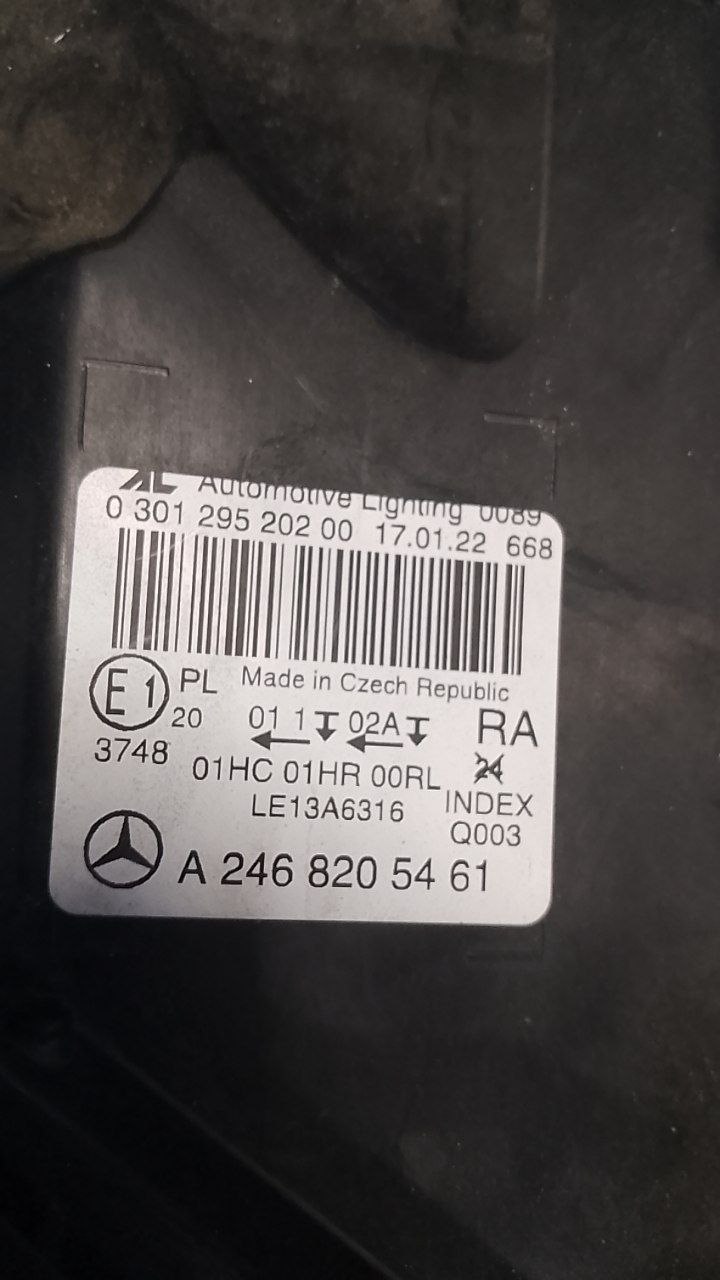 AL Automotive Lighting 0089
0 301 295 202 00 17.01.22 668
E1 PL Made in Czech Republic
20 01 1 02A RA
3748 01HC 01HR 00RL 24
LE13A6316 INDEX
Q003
A 246 820 54 61